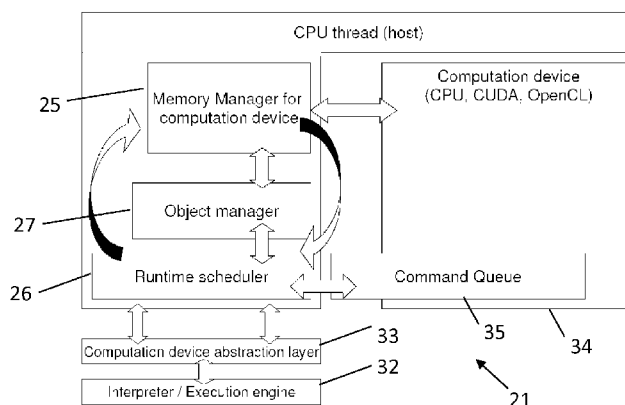 CPU thread (host)
25
Memory Manager for
computation device
Computation device
(CPU, CUDA, OpenCL)
27
Object manager
26
Runtime scheduler
Command Queue
33
35
34
Computation device abstraction layer
32
Interpreter / Execution engine
21